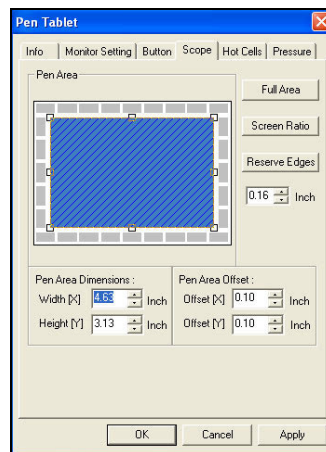 Pen Tablet
Info Monitor Setting Button Scope Hot Cells Pressure
Pen Area
Full Area
Screen Ratio
Reserve Edges
0.16 Inch
Pen Area Dimensions :
Width [X] 4.63 Inch
Height [Y] 3.13 Inch
Pen Area Offset :
Offset [X] 0.10 Inch
Offset [Y] 0.10 Inch
OK Cancel Apply